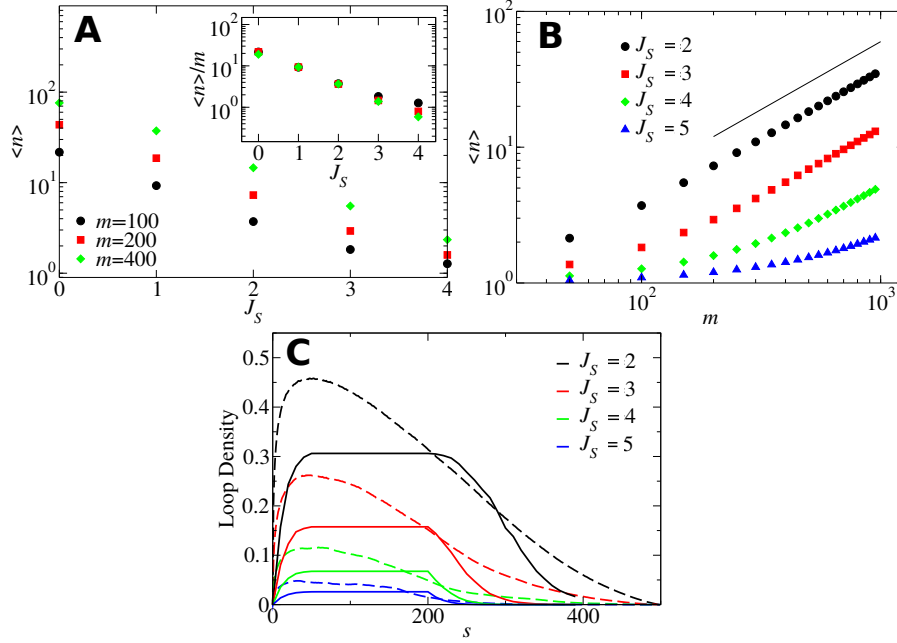 A
<n>
10^2
10^1
10^0
m=100
m=200
m=400
0
1
2
3
4
J_S
<n>/m
10^2
10^1
10^0
0
1
2
3
4
J_S
B
<n>
10^1
10^0
J_S = 2
J_S = 3
J_S = 4
J_S = 5
10^2
10^3
m
C
Loop Density
0.5
0.4
0.3
0.2
0.1
0
J_S = 2
J_S = 3
J_S = 4
J_S = 5
0
200
400
s